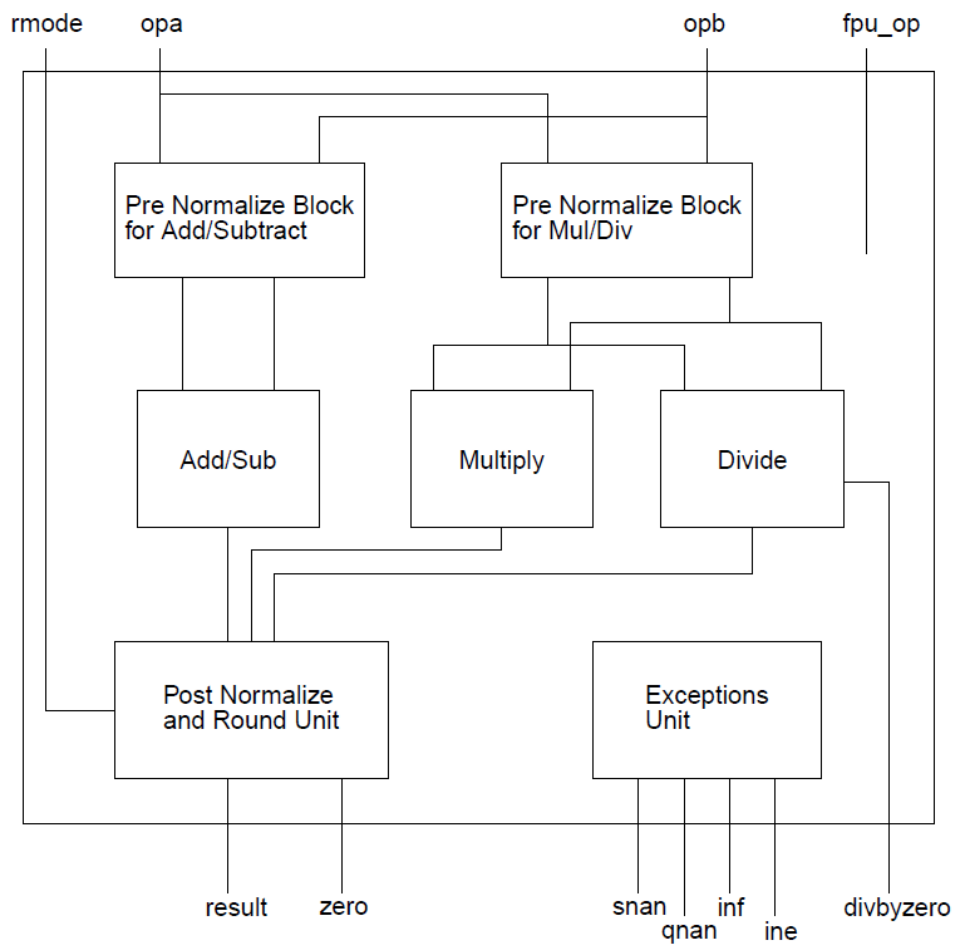 rmode
opa
opb
fpu_op
Pre Normalize Block
for Add/Subtract
Pre Normalize Block
for Mul/Div
Add/Sub
Multiply
Divide
Post Normalize
and Round Unit
Exceptions
Unit
result
zero
snan
qnan
inf
ine
divbyzero